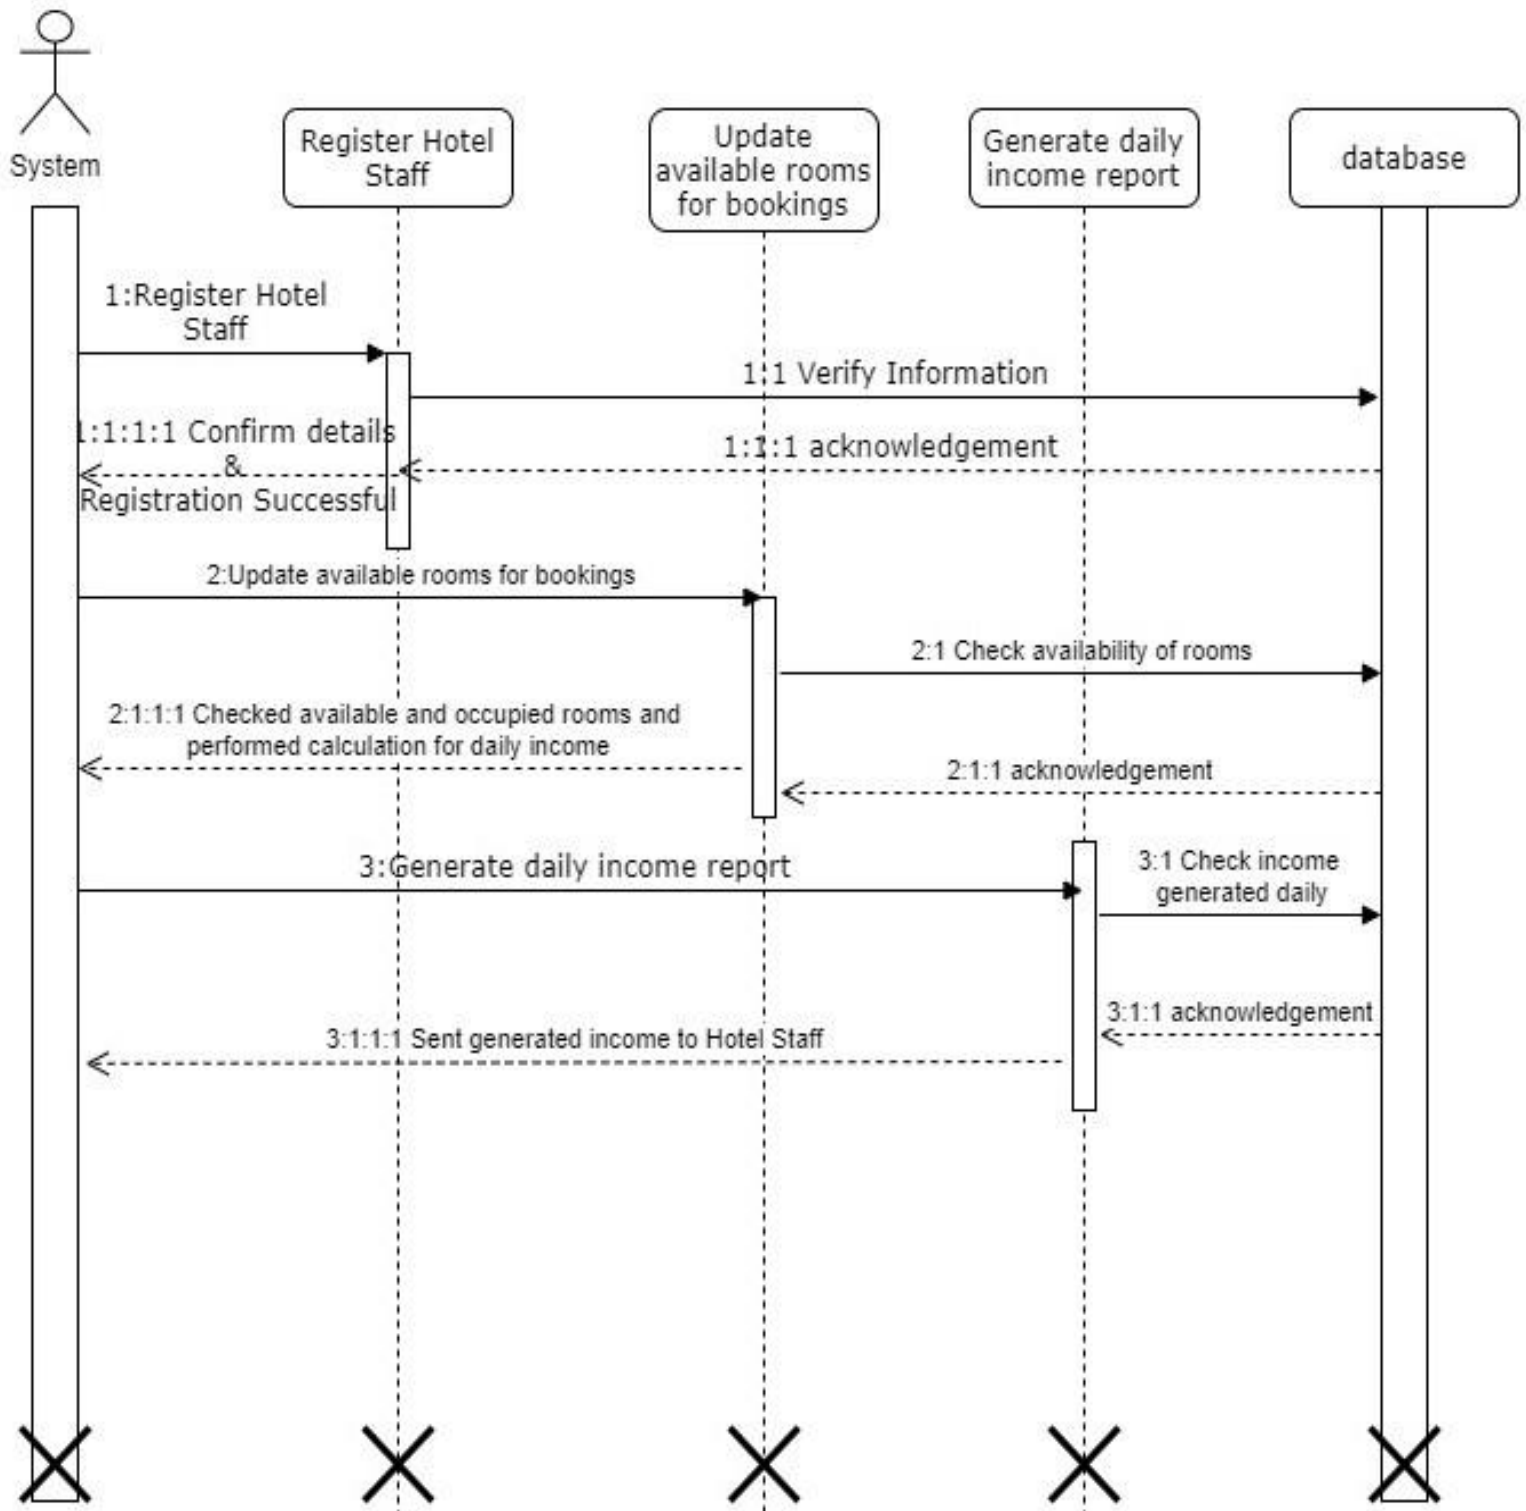 System
Register Hotel
Staff
Update
available rooms
for bookings
Generate daily
income report
database
1:Register Hotel
Staff
1:1 Verify Information
1:1:1:1 Confirm details
&
Registration Successful
1:1:1 acknowledgement
2:Update available rooms for bookings
2:1 Check availability of rooms
2:1:1:1 Checked available and occupied rooms and
performed calculation for daily income
2:1:1 acknowledgement
3:Generate daily income report
3:1 Check income
generated daily
3:1:1 acknowledgement
3:1:1:1 Sent generated income to Hotel Staff